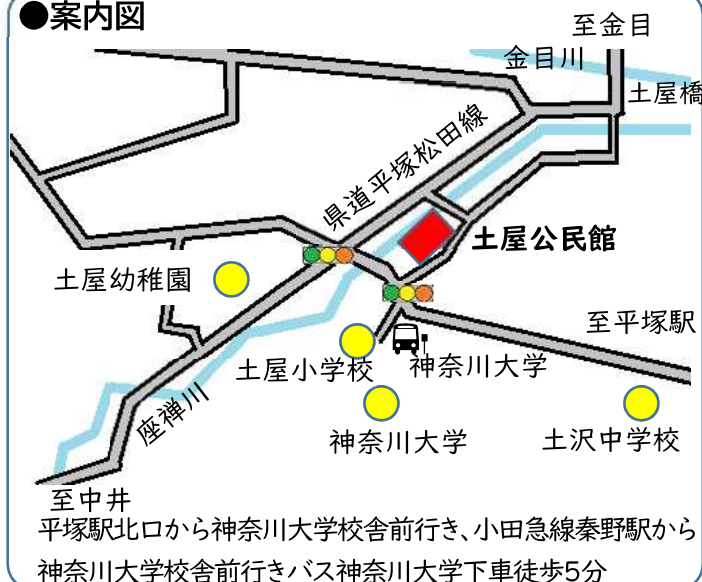 ●案内図
至金目
金目川
土屋橋
県道平塚松田線
土屋公民館
土屋幼稚園
至平塚駅
土屋小学校
神奈川大学
座禅川
神奈川大学
土沢中学校
至中井
平塚駅北口から神奈川大学校舎前行き、小田急線秦野駅から
神奈川大学校舎前行きバス神奈川大学下車徒歩5分